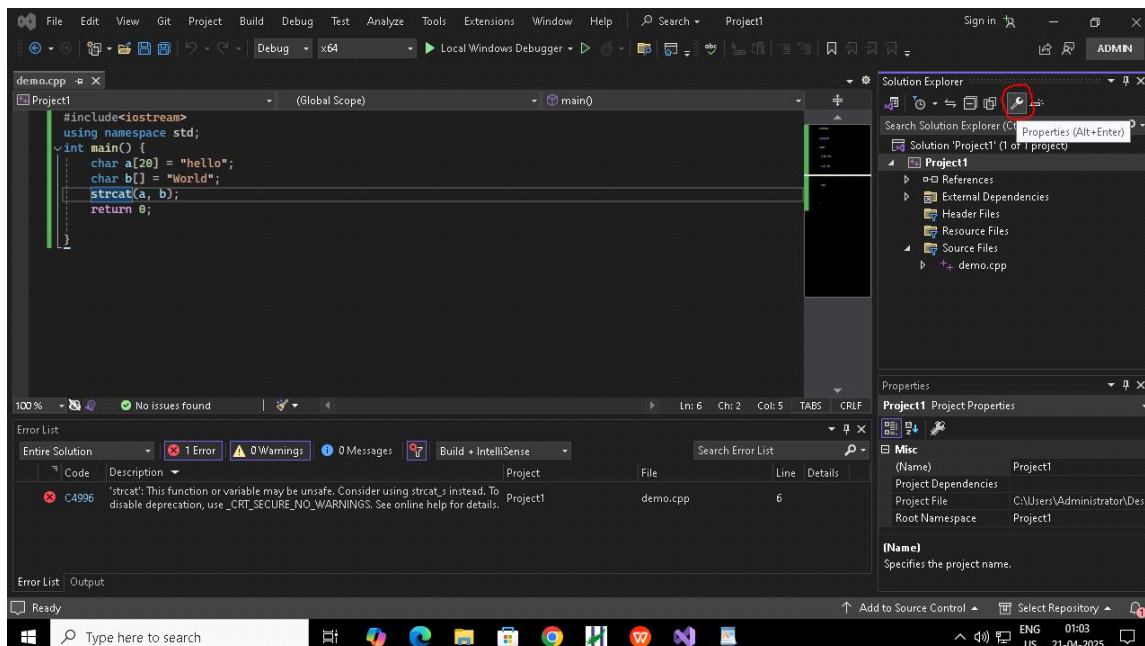 File Edit View Git Project Build Debug Test Analyze Tools Extensions Window Help Search Project1 Sign in
Debug x64 Local Windows Debugger ADMIN
demo.cpp
Project1 (Global Scope) main()
#include<iostream>
using namespace std;
int main() {
char a[20] = "hello";
char b[] = "World";
strcat(a, b);
return 0;
}
100 % No issues found Ln: 6 Ch: 2 Col: 5 TABS CRLF
Error List
Entire Solution 1 Error 0 Warnings 0 Messages Build + IntelliSense Search Error List
Code Description Project File Line Details
C4996 'strcat': This function or variable may be unsafe. Consider using strcat_s instead. To Project1 demo.cpp 6
disable deprecation, use _CRT_SECURE_NO_WARNINGS. See online help for details.
Error List Output
Solution Explorer
Search Solution Explorer
Properties (Alt+Enter)
Solution 'Project1' (1 of 1 project)
Project1
References
External Dependencies
Header Files
Resource Files
Source Files
demo.cpp
Properties
Project1 Project Properties
Misc
(Name) Project1
Project Dependencies
Project File C:\Users\Administrator\Des
Root Namespace Project1
(Name)
Specifies the project name.
Ready Add to Source Control Select Repository
Type here to search
ENG 01:03
US 21-04-2025